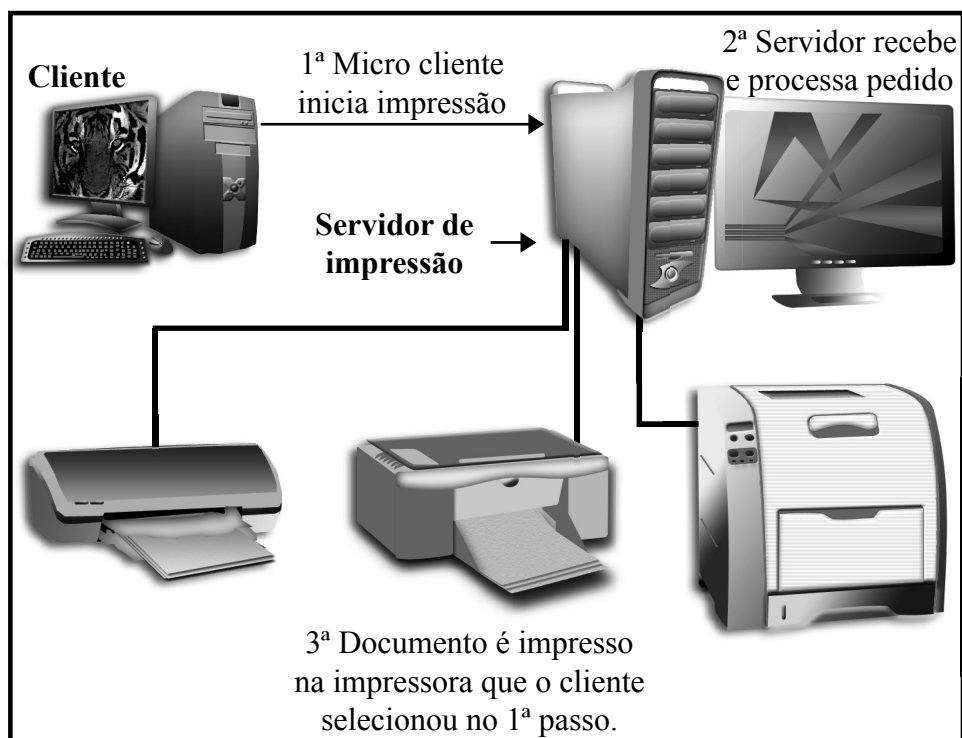 Cliente
1ª Micro cliente
inicia impressão
2ª Servidor recebe
e processa pedido
Servidor de
impressão
3ª Documento é impresso
na impressora que o cliente
selecionou no 1ª passo.